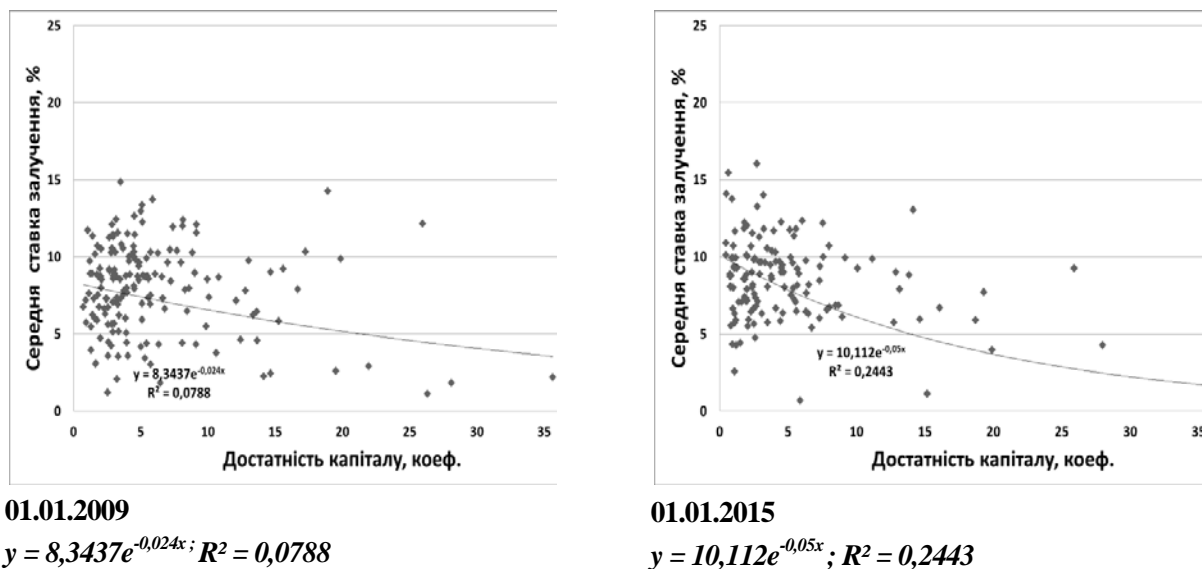 Середня ставка залучення, %
25
20
15
10
5
0
y = 8,3437e^-0,024x
R² = 0,0788
0 5 10 15 20 25 30 35
Достатність капіталу, коеф.
01.01.2009
y = 8,3437e^-0,024x ; R² = 0,0788
Середня ставка залучення, %
25
20
15
10
5
0
y = 10,112e^-0,05x
R² = 0,2443
0 5 10 15 20 25 30 35
Достатність капіталу, коеф.
01.01.2015
y = 10,112e^-0,05x ; R² = 0,2443